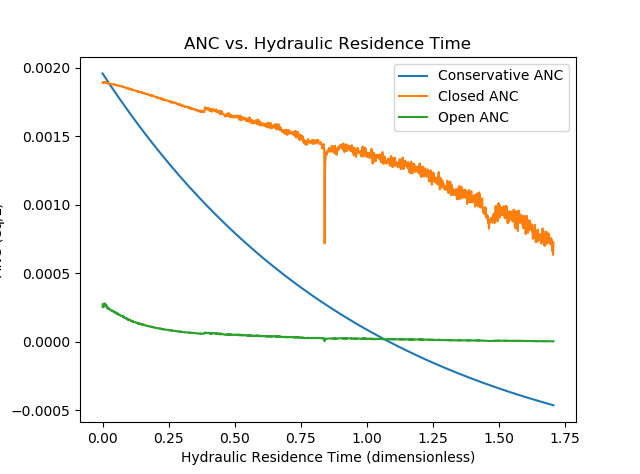 ANC vs. Hydraulic Residence Time
Conservative ANC
Closed ANC
Open ANC
0.0020
0.0015
0.0010
0.0005
0.0000
−0.0005
0.00
0.25
0.50
0.75
1.00
1.25
1.50
1.75
Hydraulic Residence Time (dimensionless)